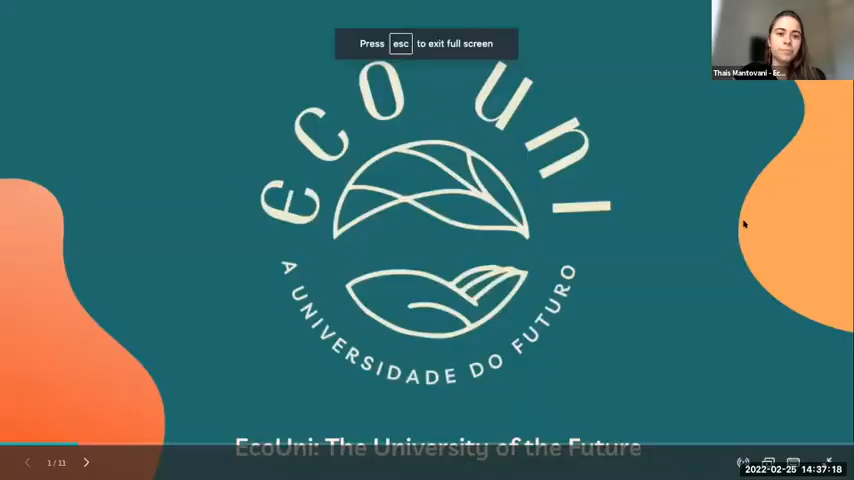 Press esc to exit full screen
Thais Mantovani - Ec...
eco uni
A UNIVERSIDADE DO FUTURO
EcoUni: The University of the Future
1 / 11
2022-02-25 14:37:18